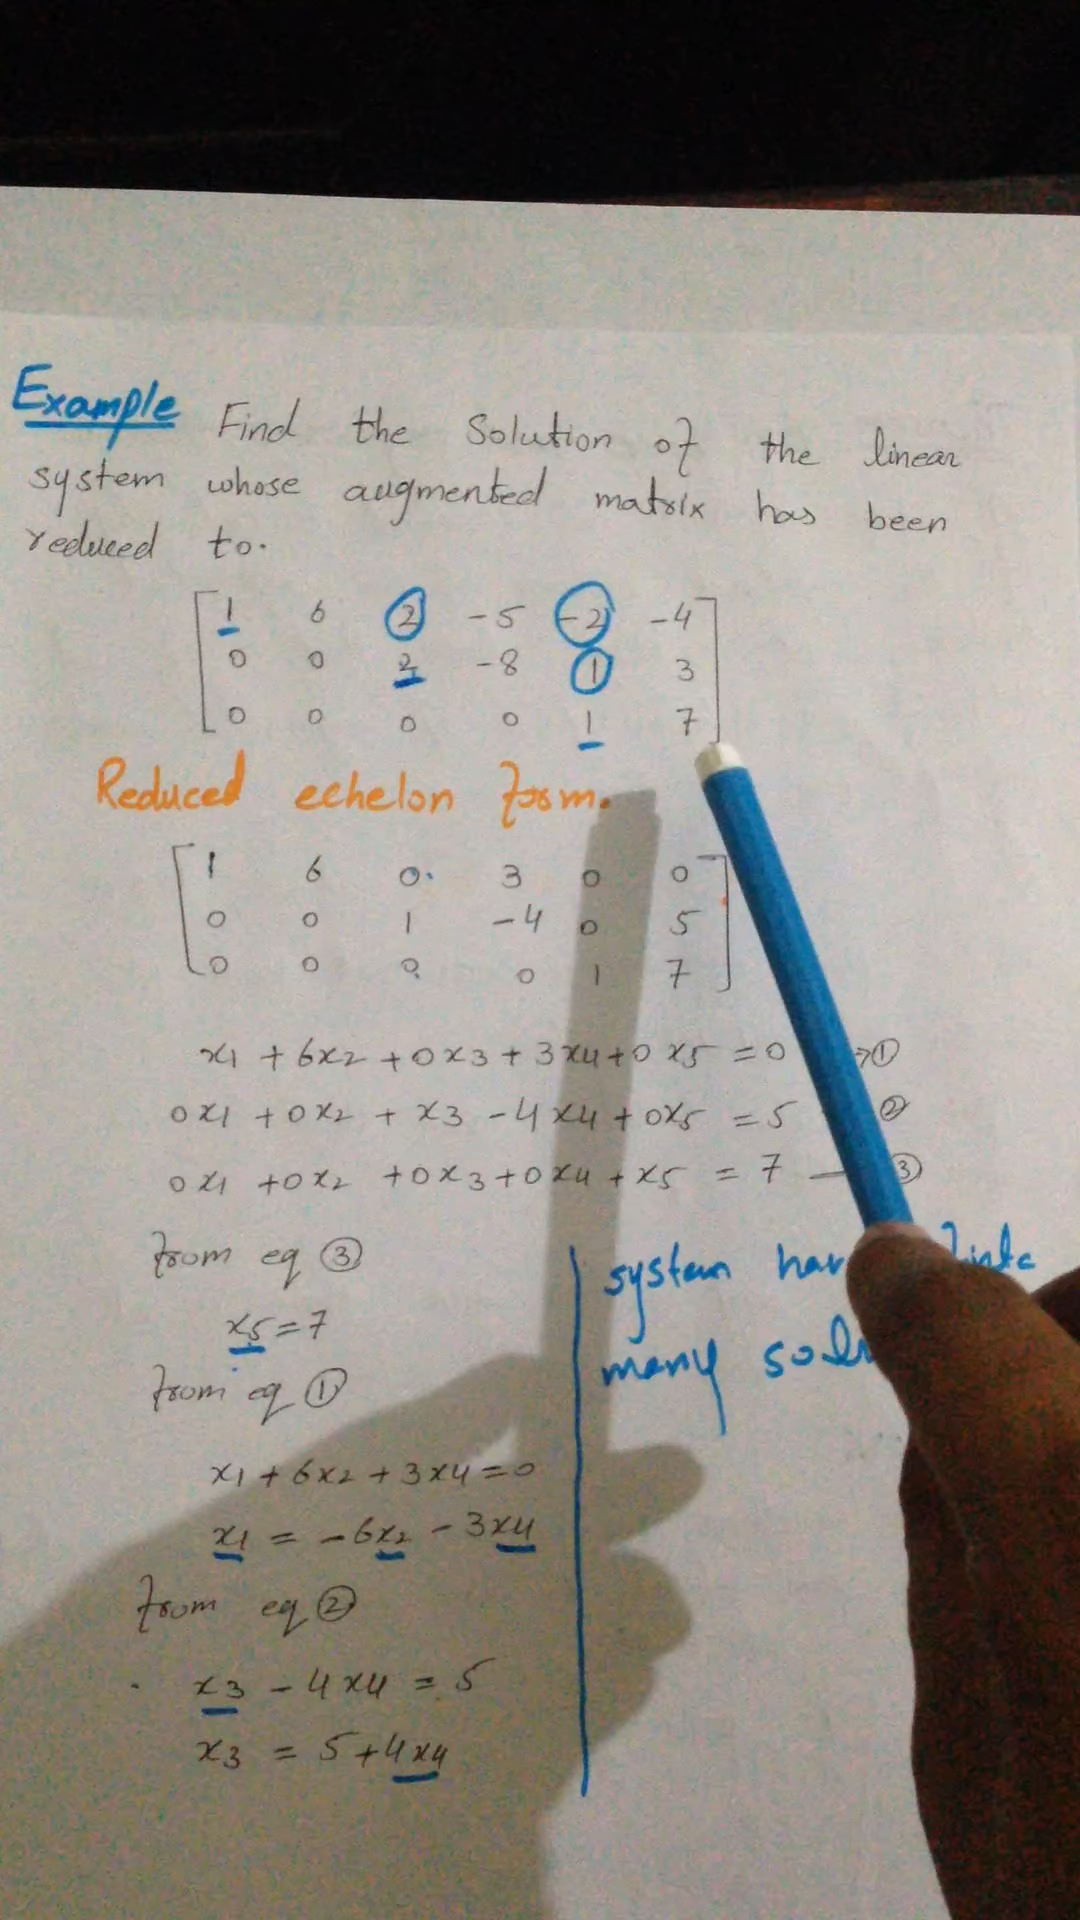 Example Find the Solution of the linear
system whose augmented matrix has been
reduced to.
1 6 2 -5 -2 -4
0 0 2 -8 1 3
0 0 0 0 1 7
Reduced echelon form.
1 6 0 3 0 0
0 0 1 -4 0 5
0 0 0 0 1 7
x1 + 6x2 + 0x3 + 3x4 + 0x5 = 0 → ①
0x1 + 0x2 + x3 - 4x4 + 0x5 = 5 ②
0x1 + 0x2 + 0x3 + 0x4 + x5 = 7 — ③
from eq ③
x5 = 7
from eq ①
x1 + 6x2 + 3x4 = 0
x1 = -6x2 - 3x4
from eq ②
x3 - 4x4 = 5
x3 = 5 + 4x4
system
many